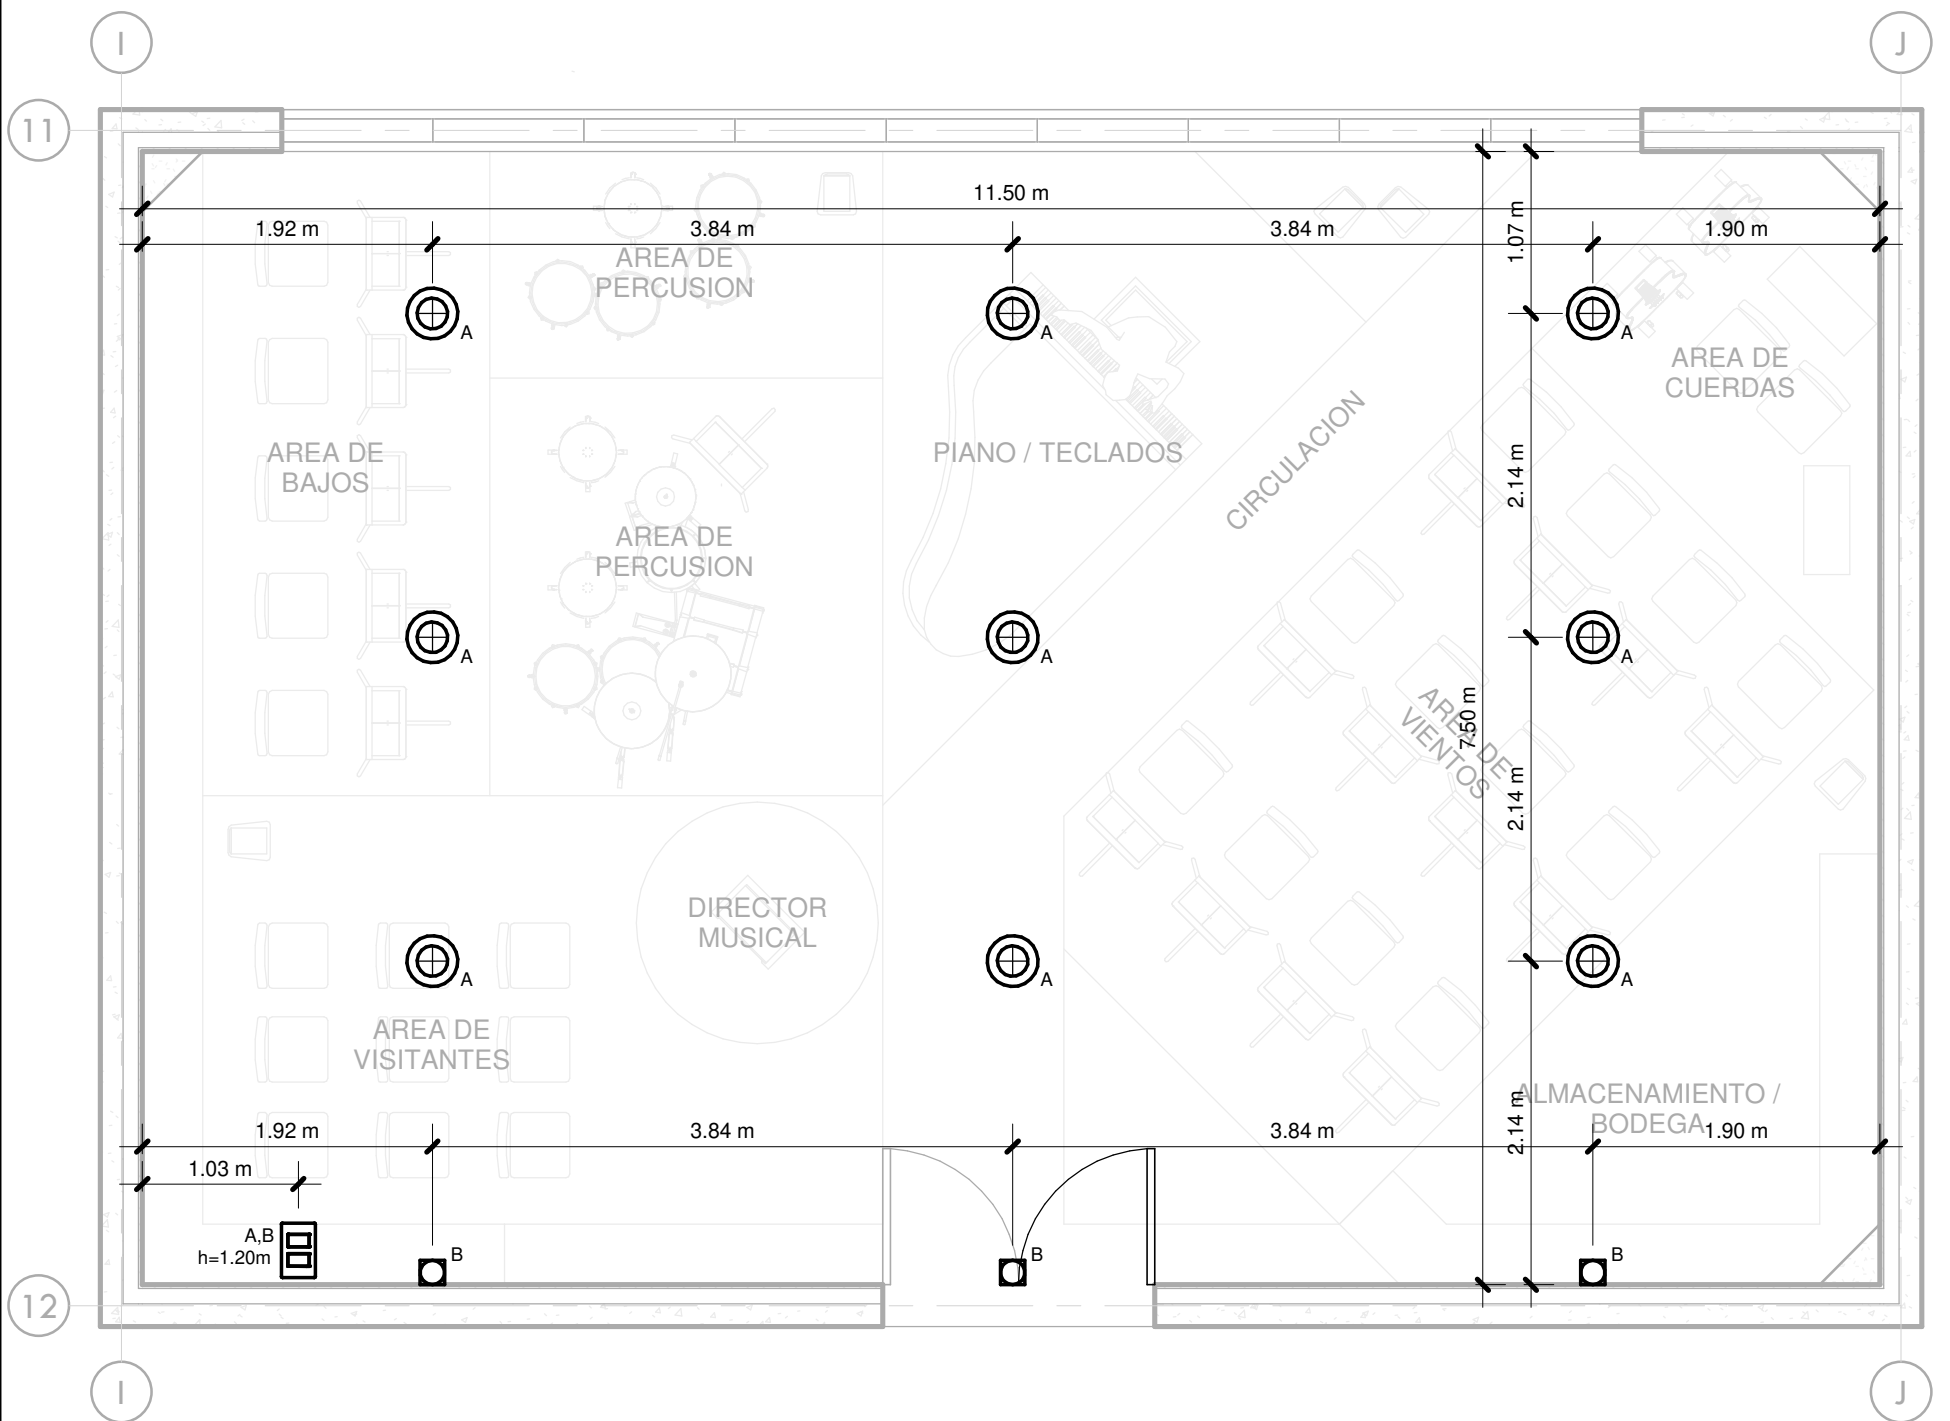 I
J
11
11.50 m
1.92 m
3.84 m
3.84 m
1.90 m
1.07 m
AREA DE
PERCUSION
A
A
A
AREA DE
CUERDAS
AREA DE
BAJOS
PIANO / TECLADOS
CIRCULACION
2.14 m
AREA DE
PERCUSION
A
A
A
AREA DE
VIENTOS
7.50 m
2.14 m
DIRECTOR
MUSICAL
A
A
A
AREA DE
VISITANTES
ALMACENAMIENTO /
BODEGA
2.14 m
1.92 m
3.84 m
3.84 m
1.90 m
1.03 m
A,B
h=1.20m
B
B
B
12
I
J